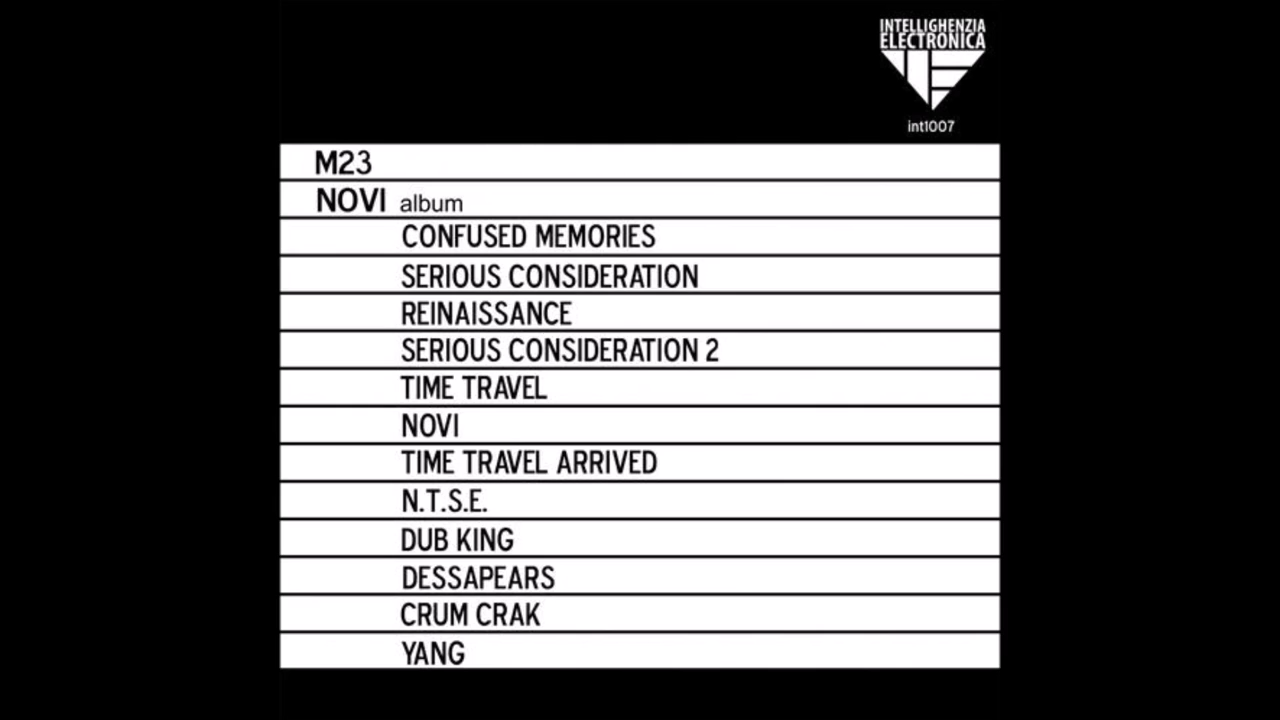 INTELLIGHENZIA
ELECTRONICA
int1007
M23
NOVI album
CONFUSED MEMORIES
SERIOUS CONSIDERATION
REINAISSANCE
SERIOUS CONSIDERATION 2
TIME TRAVEL
NOVI
TIME TRAVEL ARRIVED
N.T.S.E.
DUB KING
DESSAPEARS
CRUM CRAK
YANG